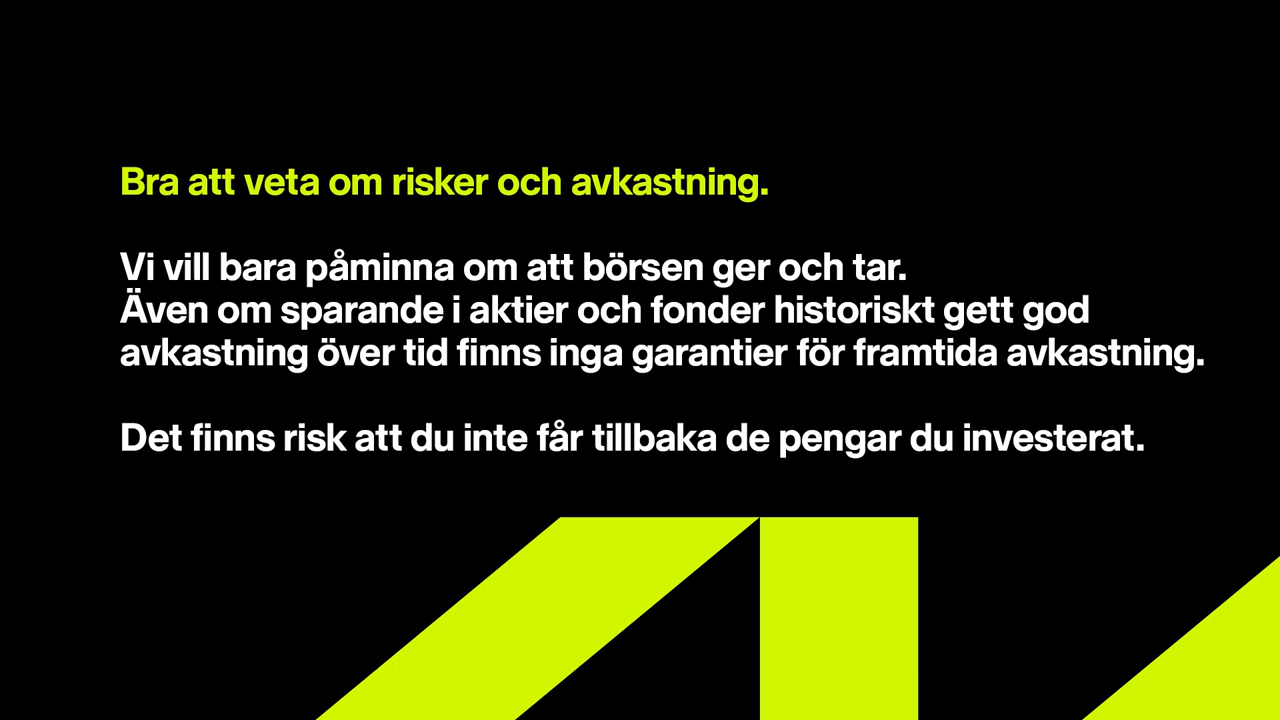 Bra att veta om risker och avkastning.
Vi vill bara påminna om att börsen ger och tar.
Även om sparande i aktier och fonder historiskt gett god
avkastning över tid finns inga garantier för framtida avkastning.
Det finns risk att du inte får tillbaka de pengar du investerat.